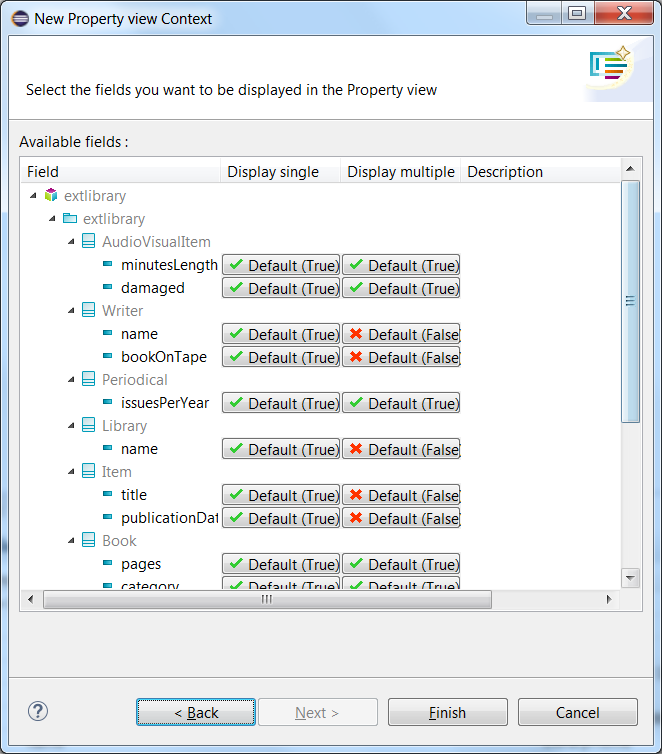 New Property view Context
Select the fields you want to be displayed in the Property view
Available fields :
Field Display single Display multiple Description
extlibrary
extlibrary
AudioVisualItem
minutesLength Default (True) Default (True)
damaged Default (True) Default (True)
Writer
name Default (True) Default (False
bookOnTape Default (True) Default (False
Periodical
issuesPerYear Default (True) Default (True)
Library
name Default (True) Default (False
Item
title Default (True) Default (False
publicationDat Default (True) Default (False
Book
pages Default (True) Default (True)
category Default (True) Default (True)
? < Back Next > Finish Cancel